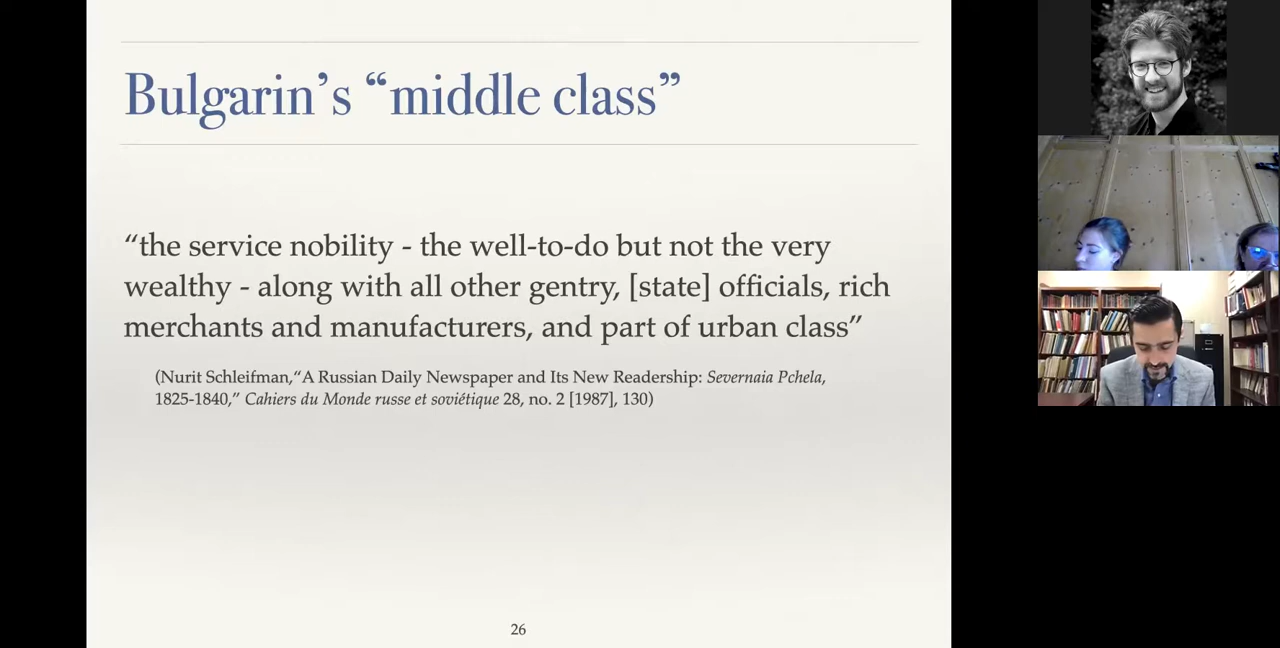 Bulgarin’s “middle class”
“the service nobility - the well-to-do but not the very
wealthy - along with all other gentry, [state] officials, rich
merchants and manufacturers, and part of urban class”
(Nurit Schleifman,“A Russian Daily Newspaper and Its New Readership: Severnaia Pchela,
1825-1840,” Cahiers du Monde russe et soviétique 28, no. 2 [1987], 130)
26